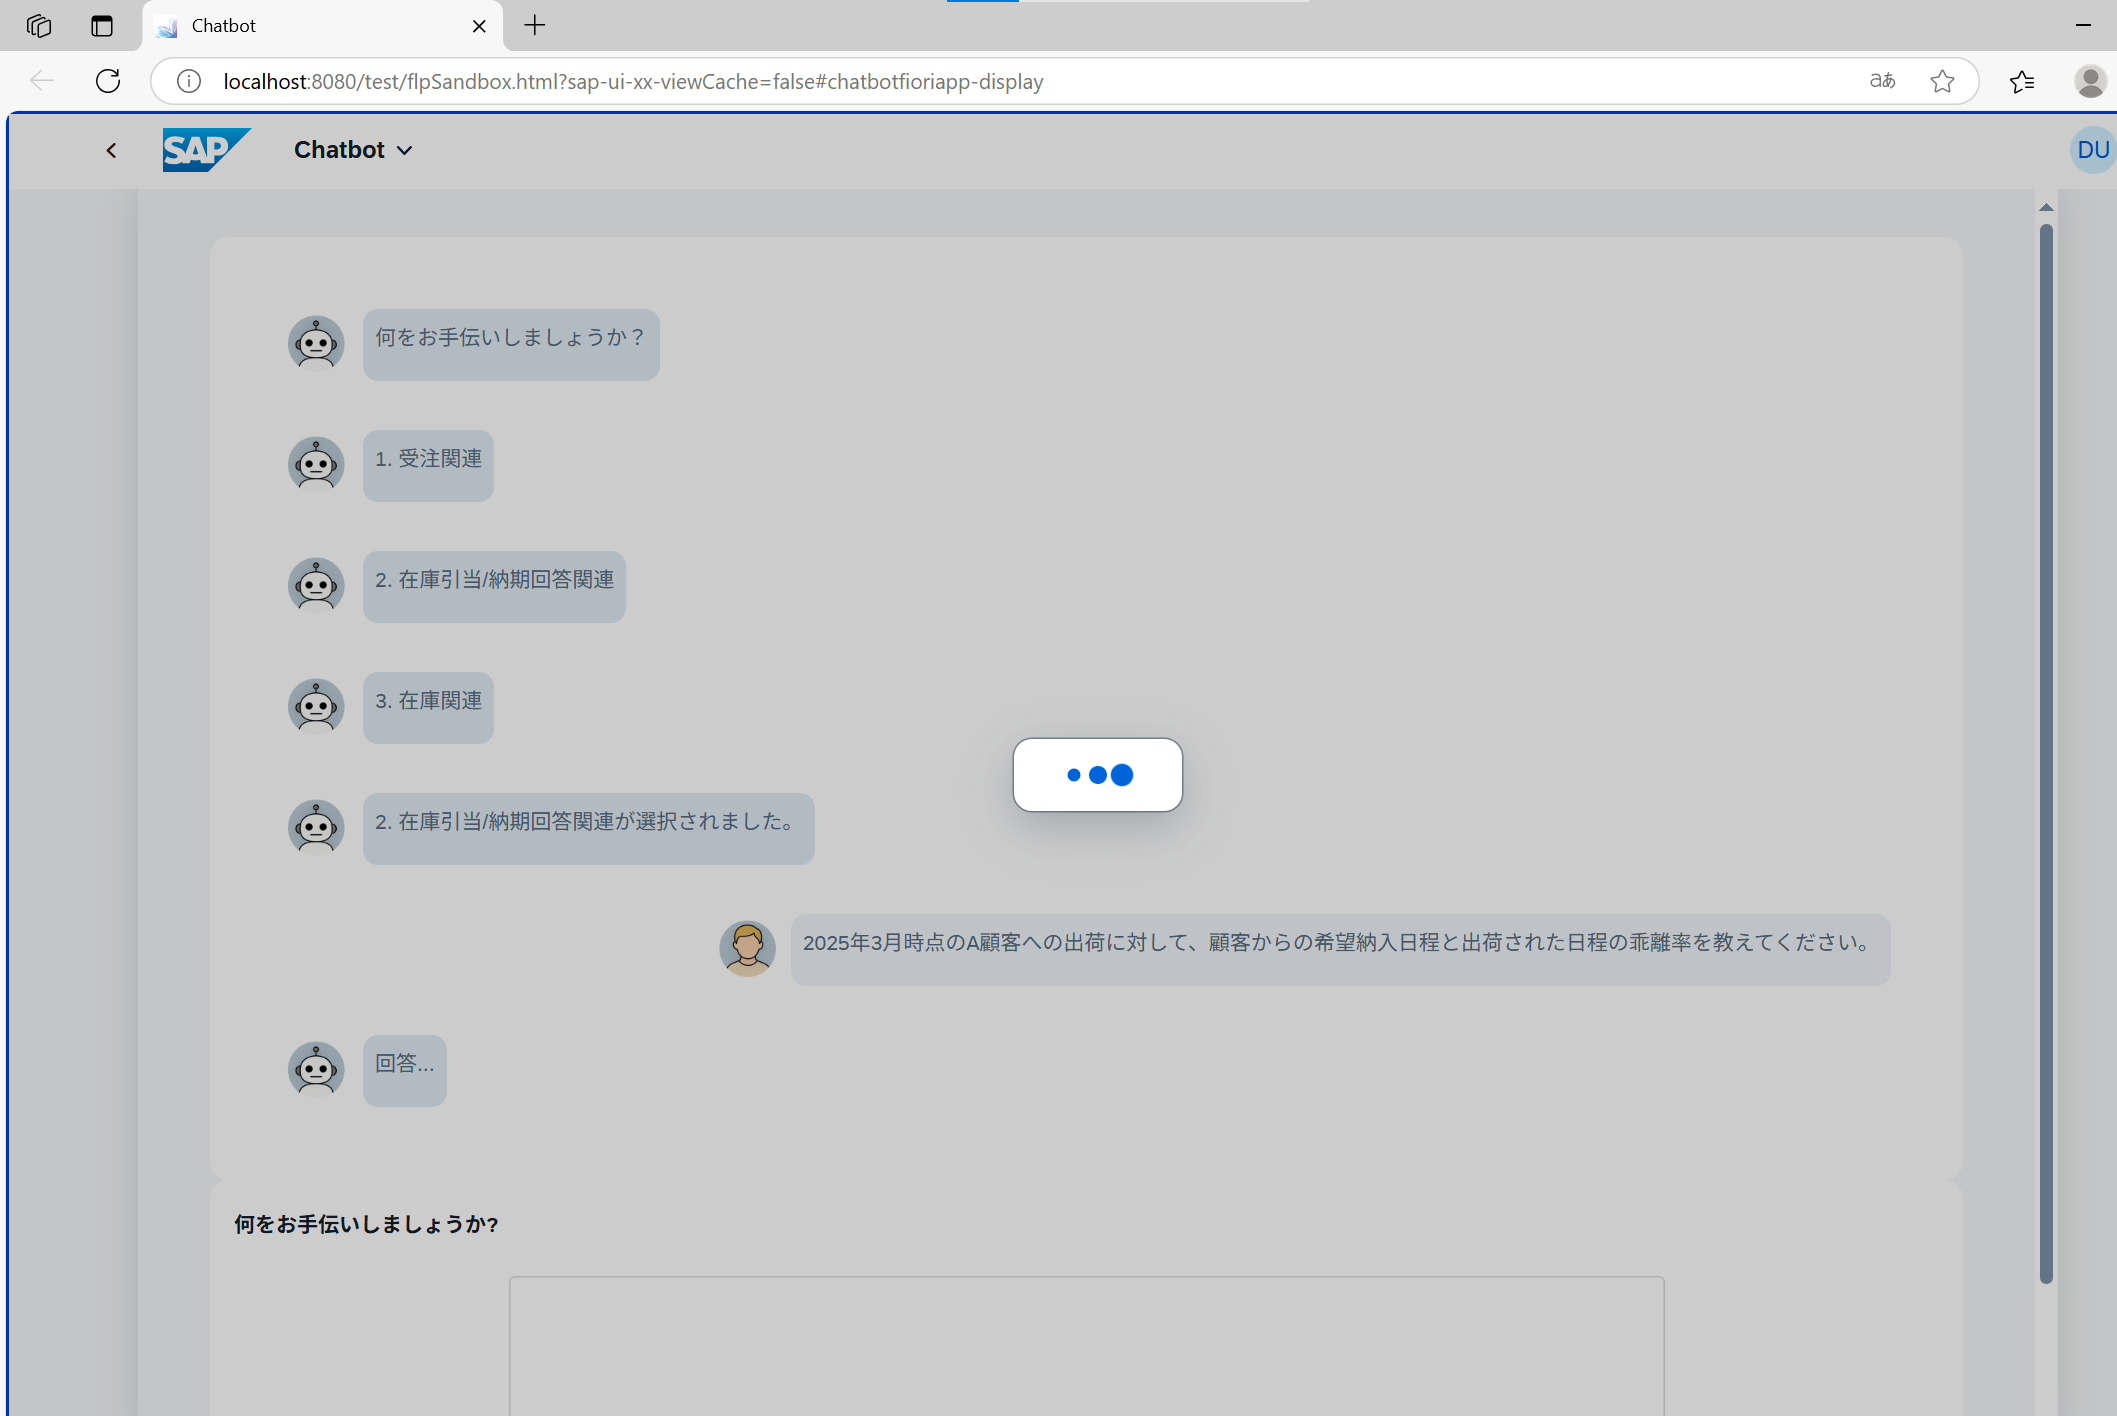 Chatbot
localhost:8080/test/flpSandbox.html?sap-ui-xx-viewCache=false#chatbotfioriapp-display
aあ
SAP
Chatbot
DU
何をお手伝いしましょうか？
1. 受注関連
2. 在庫引当/納期回答関連
3. 在庫関連
2. 在庫引当/納期回答関連が選択されました。
2025年3月時点のA顧客への出荷に対して、顧客からの希望納入日程と出荷された日程の乖離率を教えてください。
回答...
何をお手伝いしましょうか?